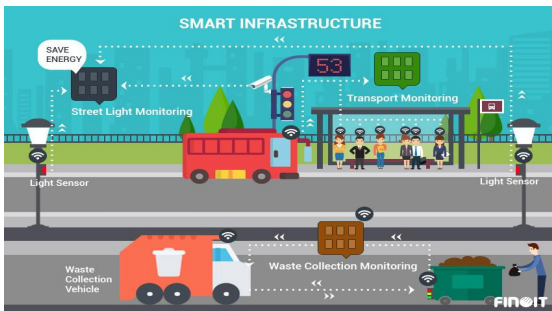 SMART INFRASTRUCTURE
SAVE
ENERGY
53
Street Light Monitoring
Transport Monitoring
Light Sensor
Light Sensor
Waste
Collection
Vehicle
Waste Collection Monitoring
FINOIT